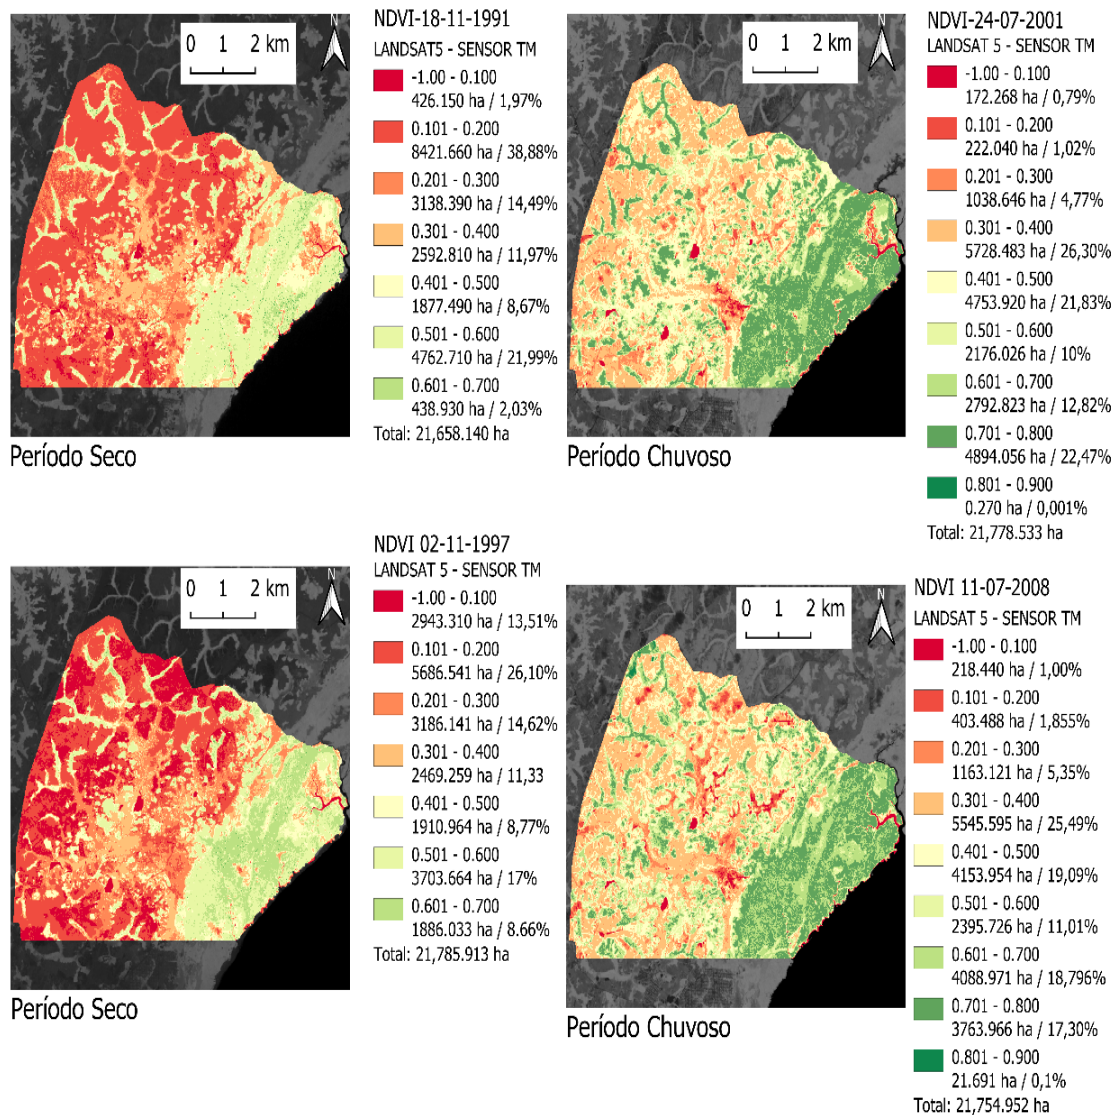 NDVI-18-11-1991
LANDSAT5 - SENSOR TM
N
0 1 2 km
-1.00 - 0.100
426.150 ha / 1,97%
0.101 - 0.200
8421.660 ha / 38,88%
0.201 - 0.300
3138.390 ha / 14,49%
0.301 - 0.400
2592.810 ha / 11,97%
0.401 - 0.500
1877.490 ha / 8,67%
0.501 - 0.600
4762.710 ha / 21,99%
0.601 - 0.700
438.930 ha / 2,03%
Total: 21,658.140 ha
Período Seco
NDVI-24-07-2001
LANDSAT 5 - SENSOR TM
N
0 1 2 km
-1.00 - 0.100
172.268 ha / 0,79%
0.101 - 0.200
222.040 ha / 1,02%
0.201 - 0.300
1038.646 ha / 4,77%
0.301 - 0.400
5728.483 ha / 26,30%
0.401 - 0.500
4753.920 ha / 21,83%
0.501 - 0.600
2176.026 ha / 10%
0.601 - 0.700
2792.823 ha / 12,82%
0.701 - 0.800
4894.056 ha / 22,47%
0.801 - 0.900
0.270 ha / 0,001%
Total: 21,778.533 ha
Período Chuvoso
NDVI 02-11-1997
LANDSAT 5 - SENSOR TM
N
0 1 2 km
-1.00 - 0.100
2943.310 ha / 13,51%
0.101 - 0.200
5686.541 ha / 26,10%
0.201 - 0.300
3186.141 ha / 14,62%
0.301 - 0.400
2469.259 ha / 11,33
0.401 - 0.500
1910.964 ha / 8,77%
0.501 - 0.600
3703.664 ha / 17%
0.601 - 0.700
1886.033 ha / 8.66%
Total: 21,785.913 ha
Período Seco
NDVI 11-07-2008
LANDSAT 5 - SENSOR TM
N
0 1 2 km
-1.00 - 0.100
218.440 ha / 1,00%
0.101 - 0.200
403.488 ha / 1,855%
0.201 - 0.300
1163.121 ha / 5,35%
0.301 - 0.400
5545.595 ha / 25,49%
0.401 - 0.500
4153.954 ha / 19,09%
0.501 - 0.600
2395.726 ha / 11,01%
0.601 - 0.700
4088.971 ha / 18,796%
0.701 - 0.800
3763.966 ha / 17,30%
0.801 - 0.900
21.691 ha / 0,1%
Total: 21,754.952 ha
Período Chuvoso